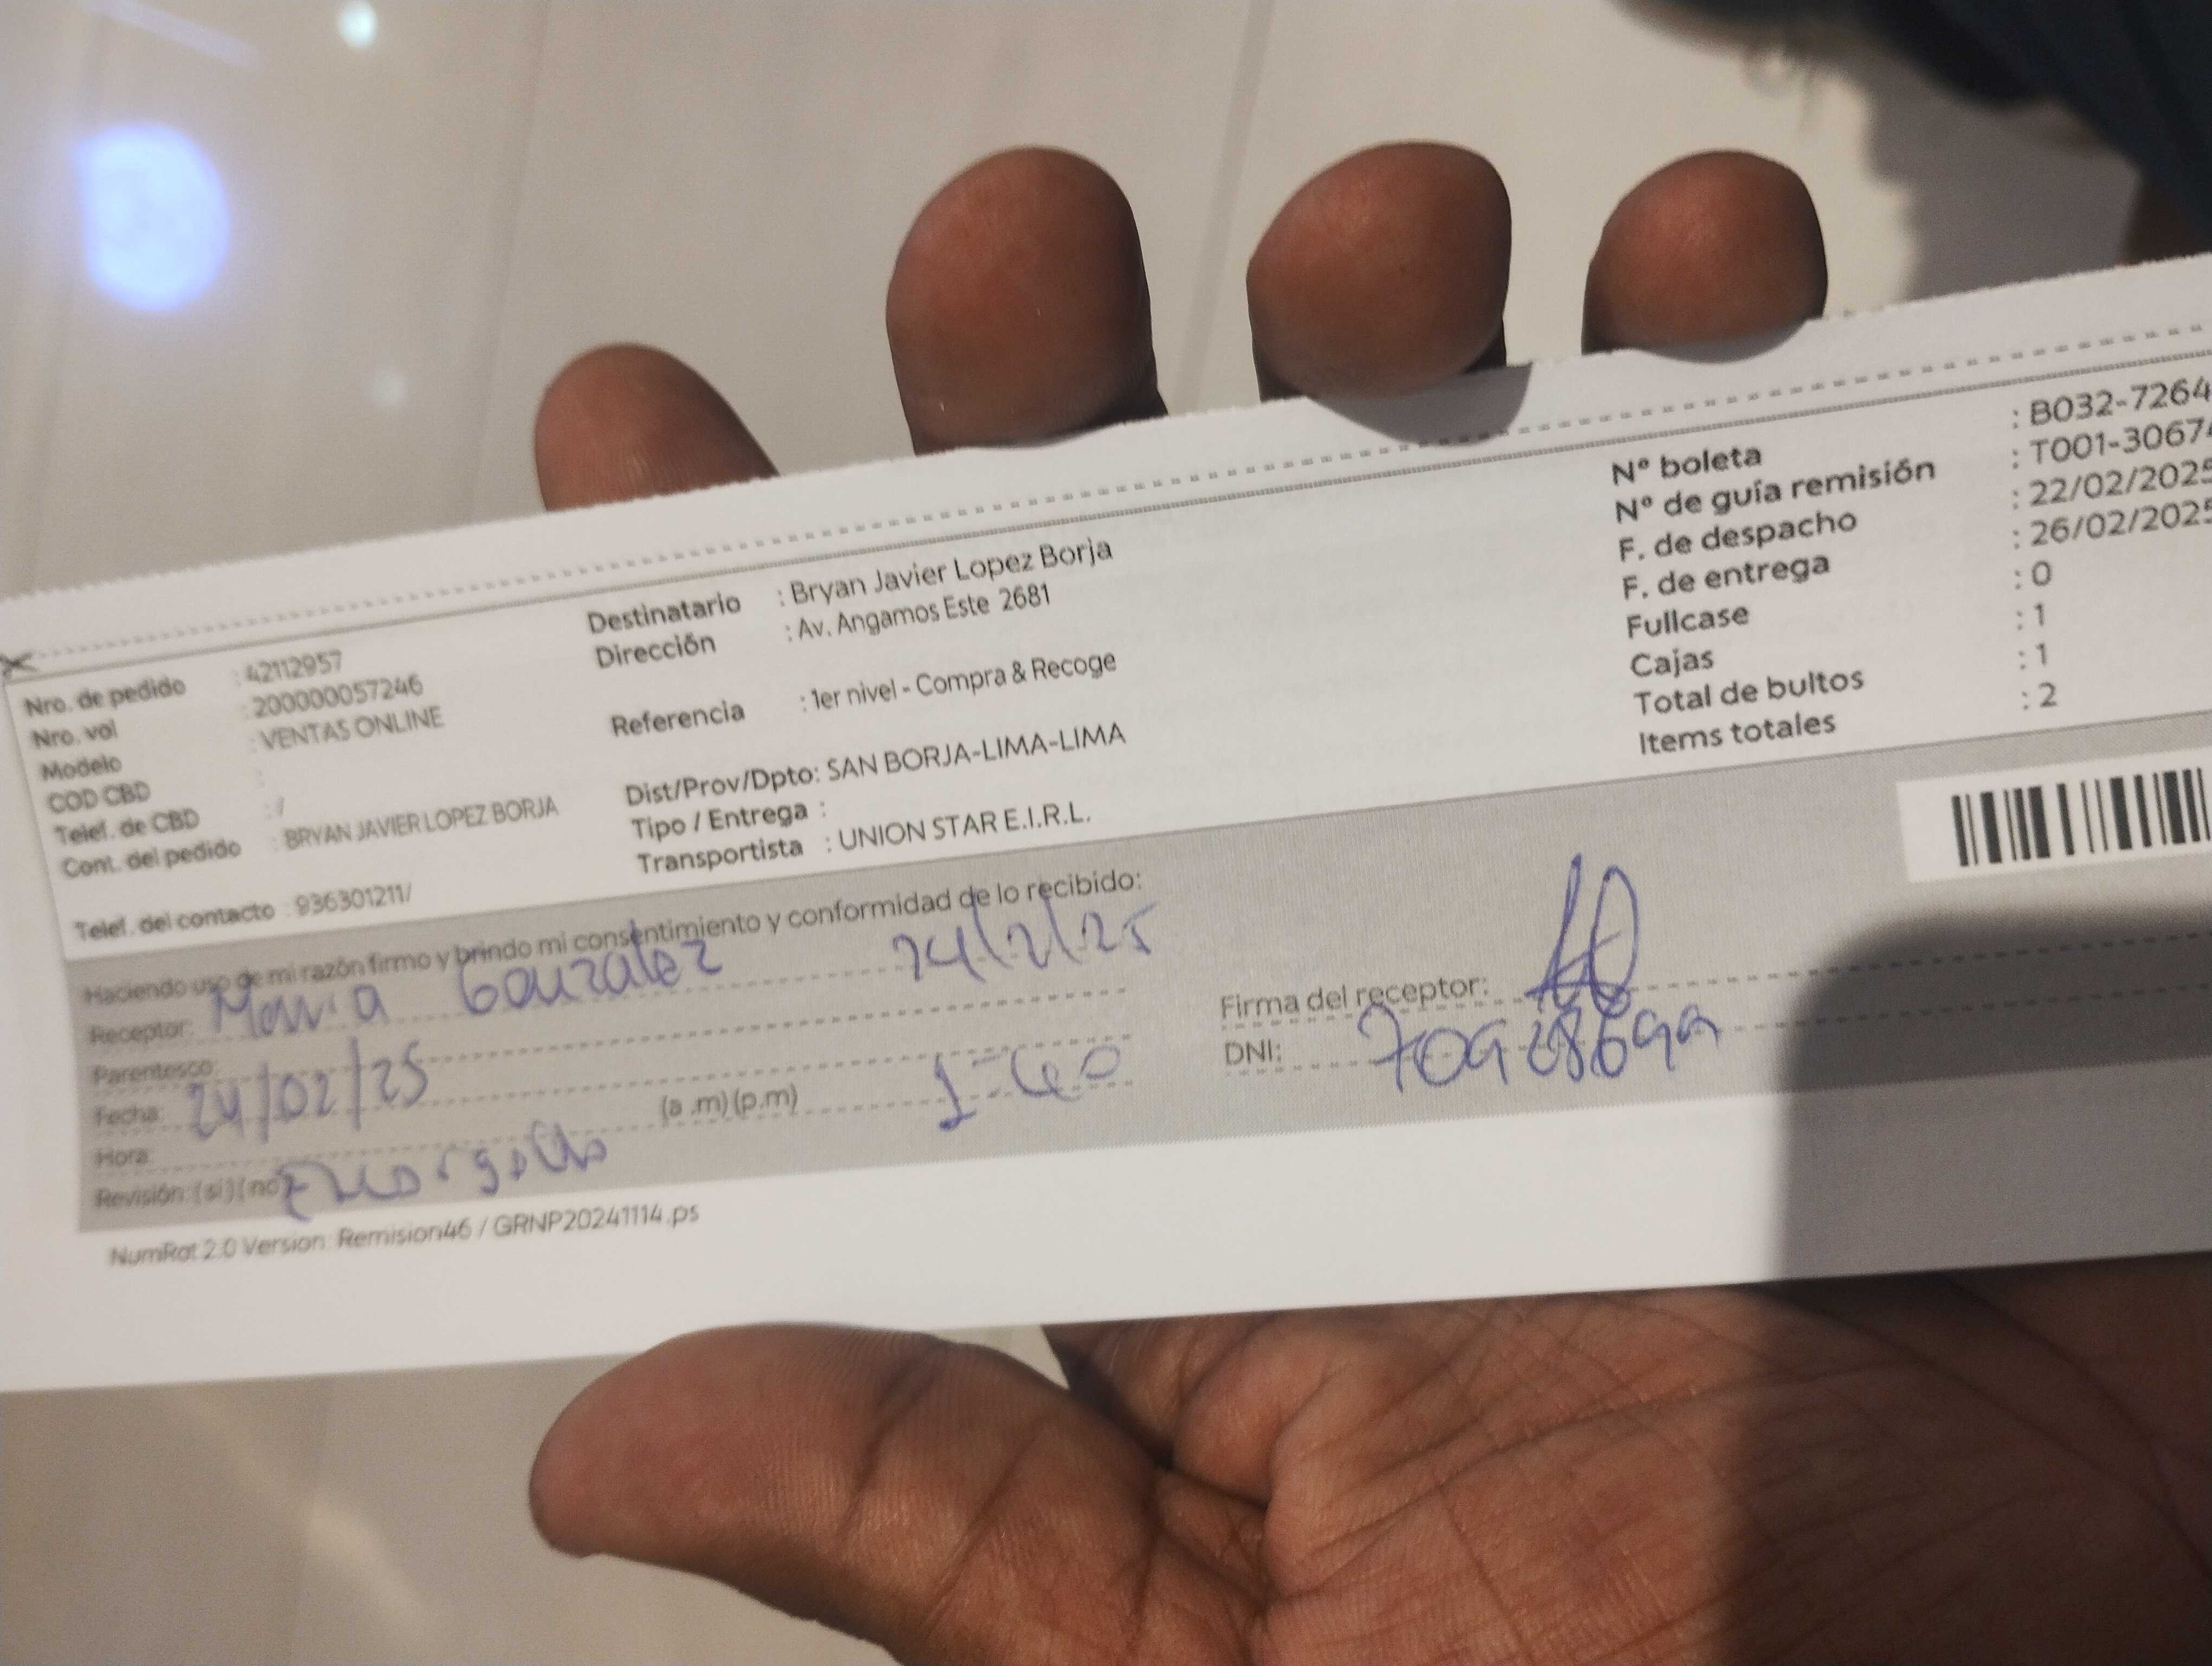 Nro. de pedido : 42112957
Nro. vol : 200000057246
Modelo : VENTAS ONLINE
COD CBD :
Telef. de CBD : /
Cont. del pedido : BRYAN JAVIER LOPEZ BORJA
Telef. del contacto : 936301211/
Destinatario : Bryan Javier Lopez Borja
Dirección : Av. Angamos Este 2681
Referencia : 1er nivel - Compra & Recoge
Dist/Prov/Dpto: SAN BORJA-LIMA-LIMA
Tipo / Entrega :
Transportista : UNION STAR E.I.R.L.
Nº boleta : B032-7264
Nº de guía remisión : T001-30674
F. de despacho : 22/02/2025
F. de entrega : 26/02/2025
Fullcase : 0
Cajas : 1
Total de bultos : 1
Items totales : 2
Haciendo uso de mi razón firmo y brindo mi consentimiento y conformidad de lo recibido:
Receptor: Maria Gonzalez 24/2/25
Parentesco:
Fecha: 24/02/25
Hora (a .m) (p.m) 1:40
Revisión: (si) (no)
Firma del receptor:
DNI:
NumRot 2.0 Version: Remision46 / GRNP20241114.ps